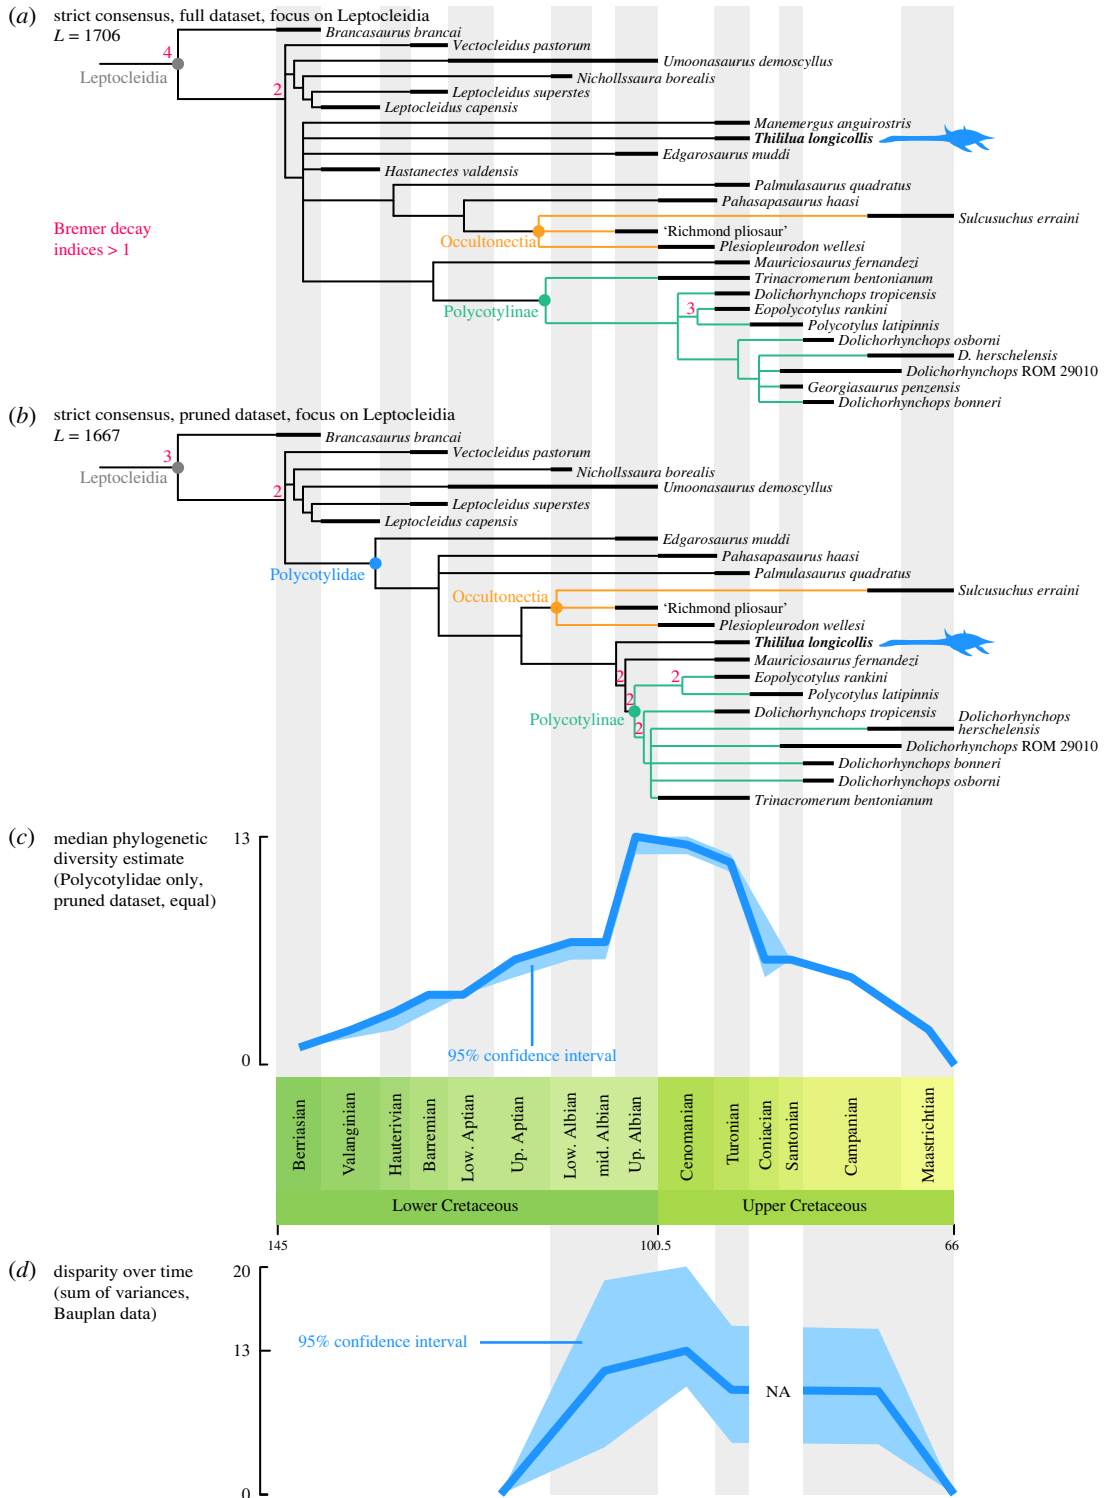 (a) strict consensus, full dataset, focus on Leptocleidia
L = 1706
4
Leptocleidia
2
Brancasaurus brancai
Vectocleidus pastorum
Umoonasaurus demoscyllus
Nichollssaura borealis
Leptocleidus superstes
Leptocleidus capensis
Manemergus anguirostris
Thililua longicollis
Edgarosaurus muddi
Hastanectes valdensis
Palmulasaurus quadratus
Pahasapasaurus haasi
Sulcusuchus erraini
Bremer decay
indices > 1
Occultonectia
'Richmond pliosaur'
Plesiopleurodon wellesi
Mauriciosaurus fernandezi
Trinacromerum bentonianum
Polycotylinae
Dolichorhynchops tropicensis
3
Eopolycotylus rankini
Polycotylus latipinnis
Dolichorhynchops osborni
D. herschelensis
Dolichorhynchops ROM 29010
Georgiasaurus penzensis
Dolichorhynchops bonneri
(b) strict consensus, pruned dataset, focus on Leptocleidia
L = 1667
3
Leptocleidia
2
Brancasaurus brancai
Vectocleidus pastorum
Nichollssaura borealis
Umoonasaurus demoscyllus
Leptocleidus superstes
Leptocleidus capensis
Edgarosaurus muddi
Polycotylidae
Pahasapasaurus haasi
Palmulasaurus quadratus
Occultonectia
Sulcusuchus erraini
'Richmond pliosaur'
Plesiopleurodon wellesi
Thililua longicollis
Mauriciosaurus fernandezi
2
2
Eopolycotylus rankini
2
Polycotylus latipinnis
Polycotylinae
2
Dolichorhynchops tropicensis
Dolichorhynchops
herschelensis
Dolichorhynchops ROM 29010
Dolichorhynchops bonneri
Dolichorhynchops osborni
Trinacromerum bentonianum
(c) median phylogenetic
diversity estimate
(Polycotylidae only,
pruned dataset, equal)
13
0
95% confidence interval
Berriasian
Valanginian
Hauterivian
Barremian
Low. Aptian
Up. Aptian
Low. Albian
mid. Albian
Up. Albian
Cenomanian
Turonian
Coniacian
Santonian
Campanian
Maastrichtian
Lower Cretaceous
Upper Cretaceous
145
100.5
66
(d) disparity over time
(sum of variances,
Bauplan data)
20
13
0
95% confidence interval
NA